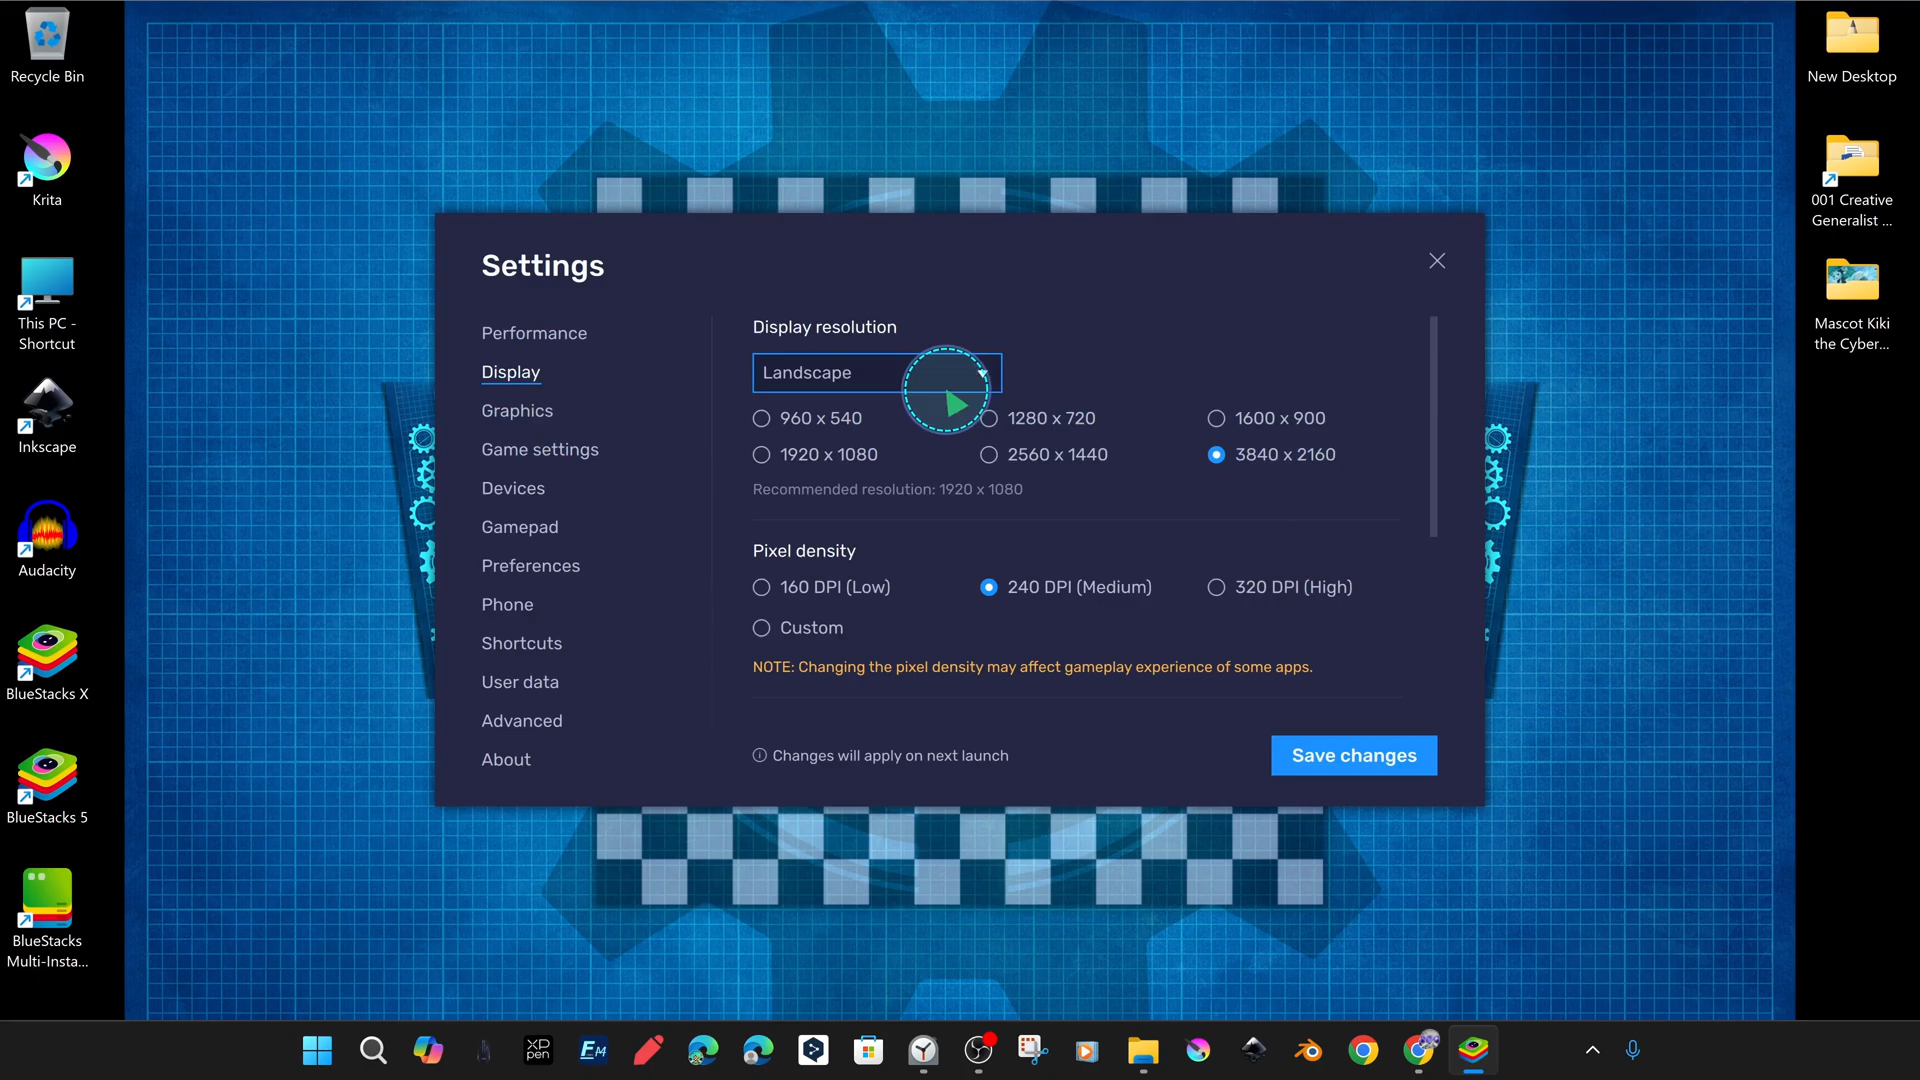 Recycle Bin
Krita
This PC -
Shortcut
Inkscape
Audacity
BlueStacks X
BlueStacks 5
BlueStacks
Multi-Insta...
New Desktop
001 Creative
Generalist ...
Mascot Kiki
the Cyber...
Settings
Performance
Display
Graphics
Game settings
Devices
Gamepad
Preferences
Phone
Shortcuts
User data
Advanced
About
Display resolution
Landscape
960 x 540
1280 x 720
1600 x 900
1920 x 1080
2560 x 1440
3840 x 2160
Recommended resolution: 1920 x 1080
Pixel density
160 DPI (Low)
240 DPI (Medium)
320 DPI (High)
Custom
NOTE: Changing the pixel density may affect gameplay experience of some apps.
Changes will apply on next launch
Save changes
XP
pen
FM